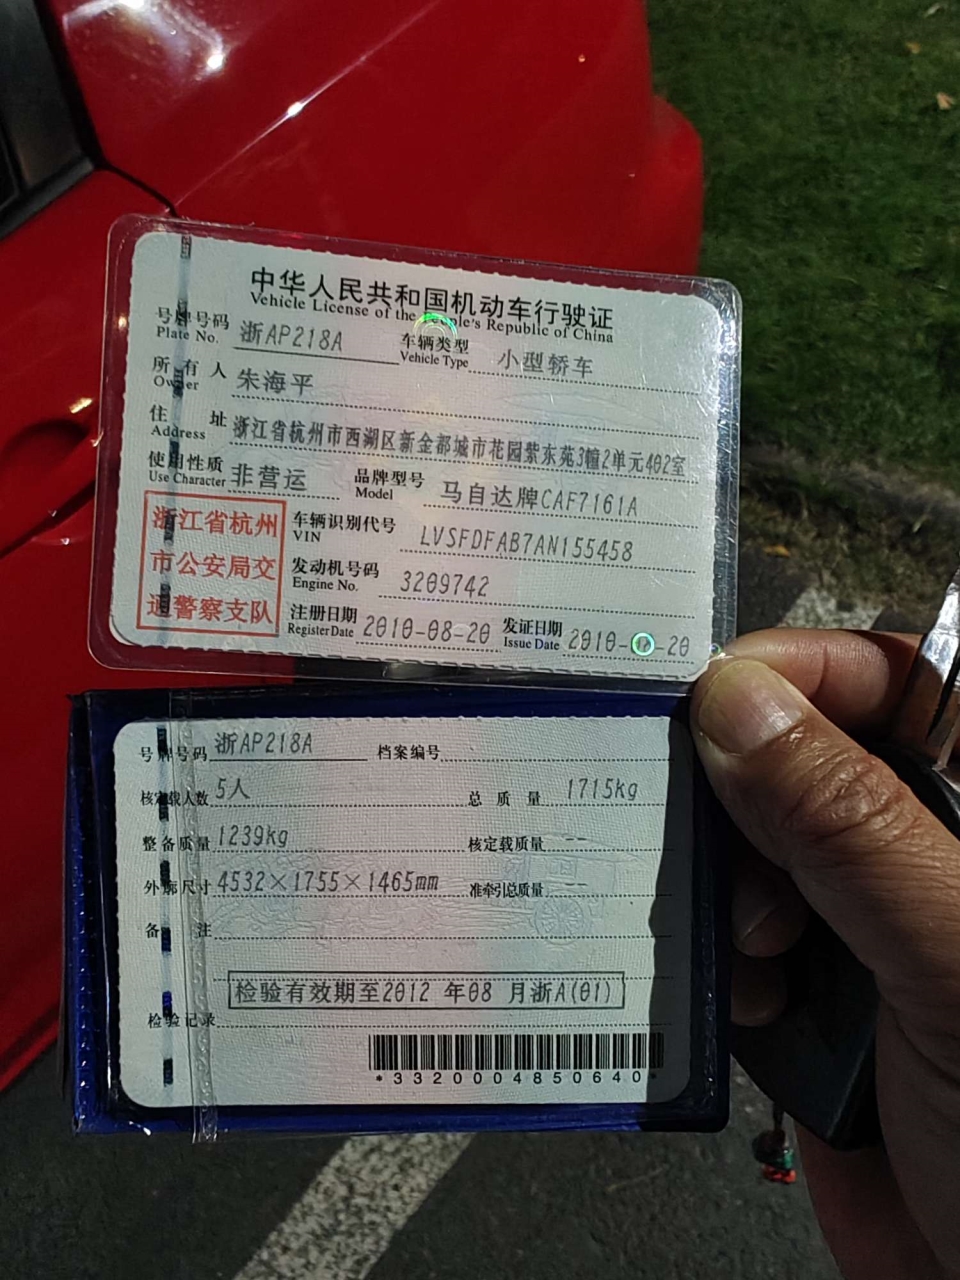 中华人民共和国机动车行驶证
Vehicle License of the People's Republic of China
号牌号码 浙AP218A 车辆类型 小型轿车
Plate No. Vehicle Type
所有人 朱海平
Owner
住址 浙江省杭州市西湖区新金都城市花园紫东苑3幢2单元402室
Address
使用性质 非营运 品牌型号 马自达牌CAF7161A
Use Character Model
浙江省杭州
市公安局交
通警察支队
车辆识别代号 LVSFDFAB7AN155458
VIN
发动机号码 3209742
Engine No.
注册日期 2010-08-20 发证日期 2010- -20
Register Date Issue Date
号牌号码 浙AP218A 档案编号
核定载人数 5人 总质量 1715kg
整备质量 1239kg 核定载质量 --
外廓尺寸 4532×1755×1465mm 准牵引总质量 --
备注
检验有效期至2012 年08 月浙A(01)
检验记录
*3320004850640*